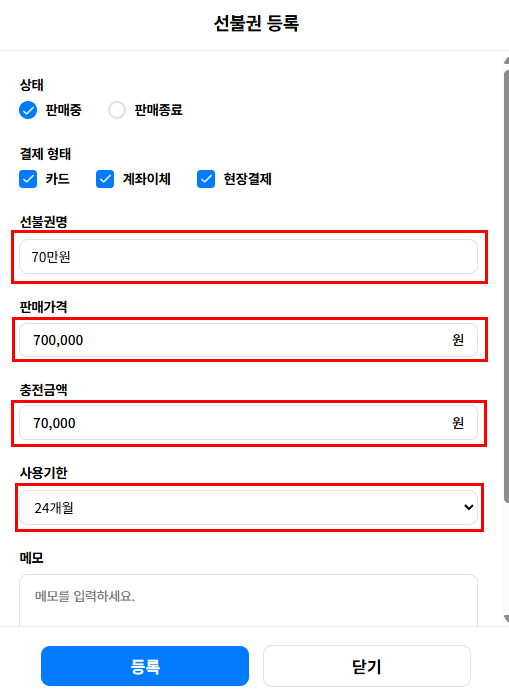 선불권 등록
상태
판매중 판매종료
결제 형태
카드 계좌이체 현장결제
선불권명
70만원
판매가격
700,000 원
충전금액
70,000 원
사용기한
24개월
메모
메모를 입력하세요.
등록 닫기